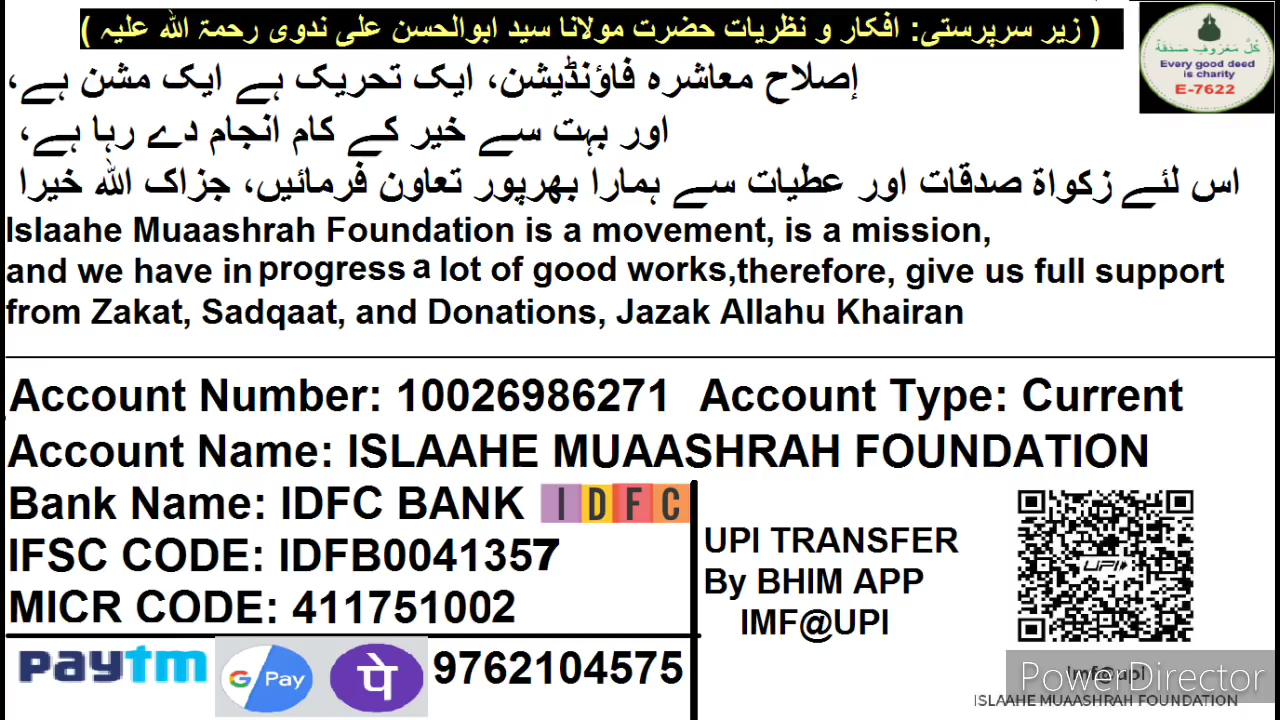 ( زیر سرپرستی: افکار و نظریات حضرت مولانا سید ابوالحسن علی ندوی رحمۃ اللہ علیہ )
كُلُّ مَعْرُوفٍ صَدَقَةٌ
Every good deed
is charity
E-7622
إصلاح معاشرہ فاؤنڈیشن، ایک تحریک ہے ایک مشن ہے،
اور بہت سے خیر کے کام انجام دے رہا ہے،
اس لئے زکواة صدقات اور عطیات سے ہمارا بھرپور تعاون فرمائیں، جزاک اللہ خیرا
Islaahe Muaashrah Foundation is a movement, is a mission,
and we have in progress a lot of good works,therefore, give us full support
from Zakat, Sadqaat, and Donations, Jazak Allahu Khairan
Account Number: 10026986271 Account Type: Current
Account Name: ISLAAHE MUAASHRAH FOUNDATION
Bank Name: IDFC BANK IDFC
IFSC CODE: IDFB0041357
MICR CODE: 411751002
UPI TRANSFER
By BHIM APP
IMF@UPI
UPI
paytm G Pay पे 9762104575
imf@upi
PowerDirector
ISLAAHE MUAASHRAH FOUNDATION